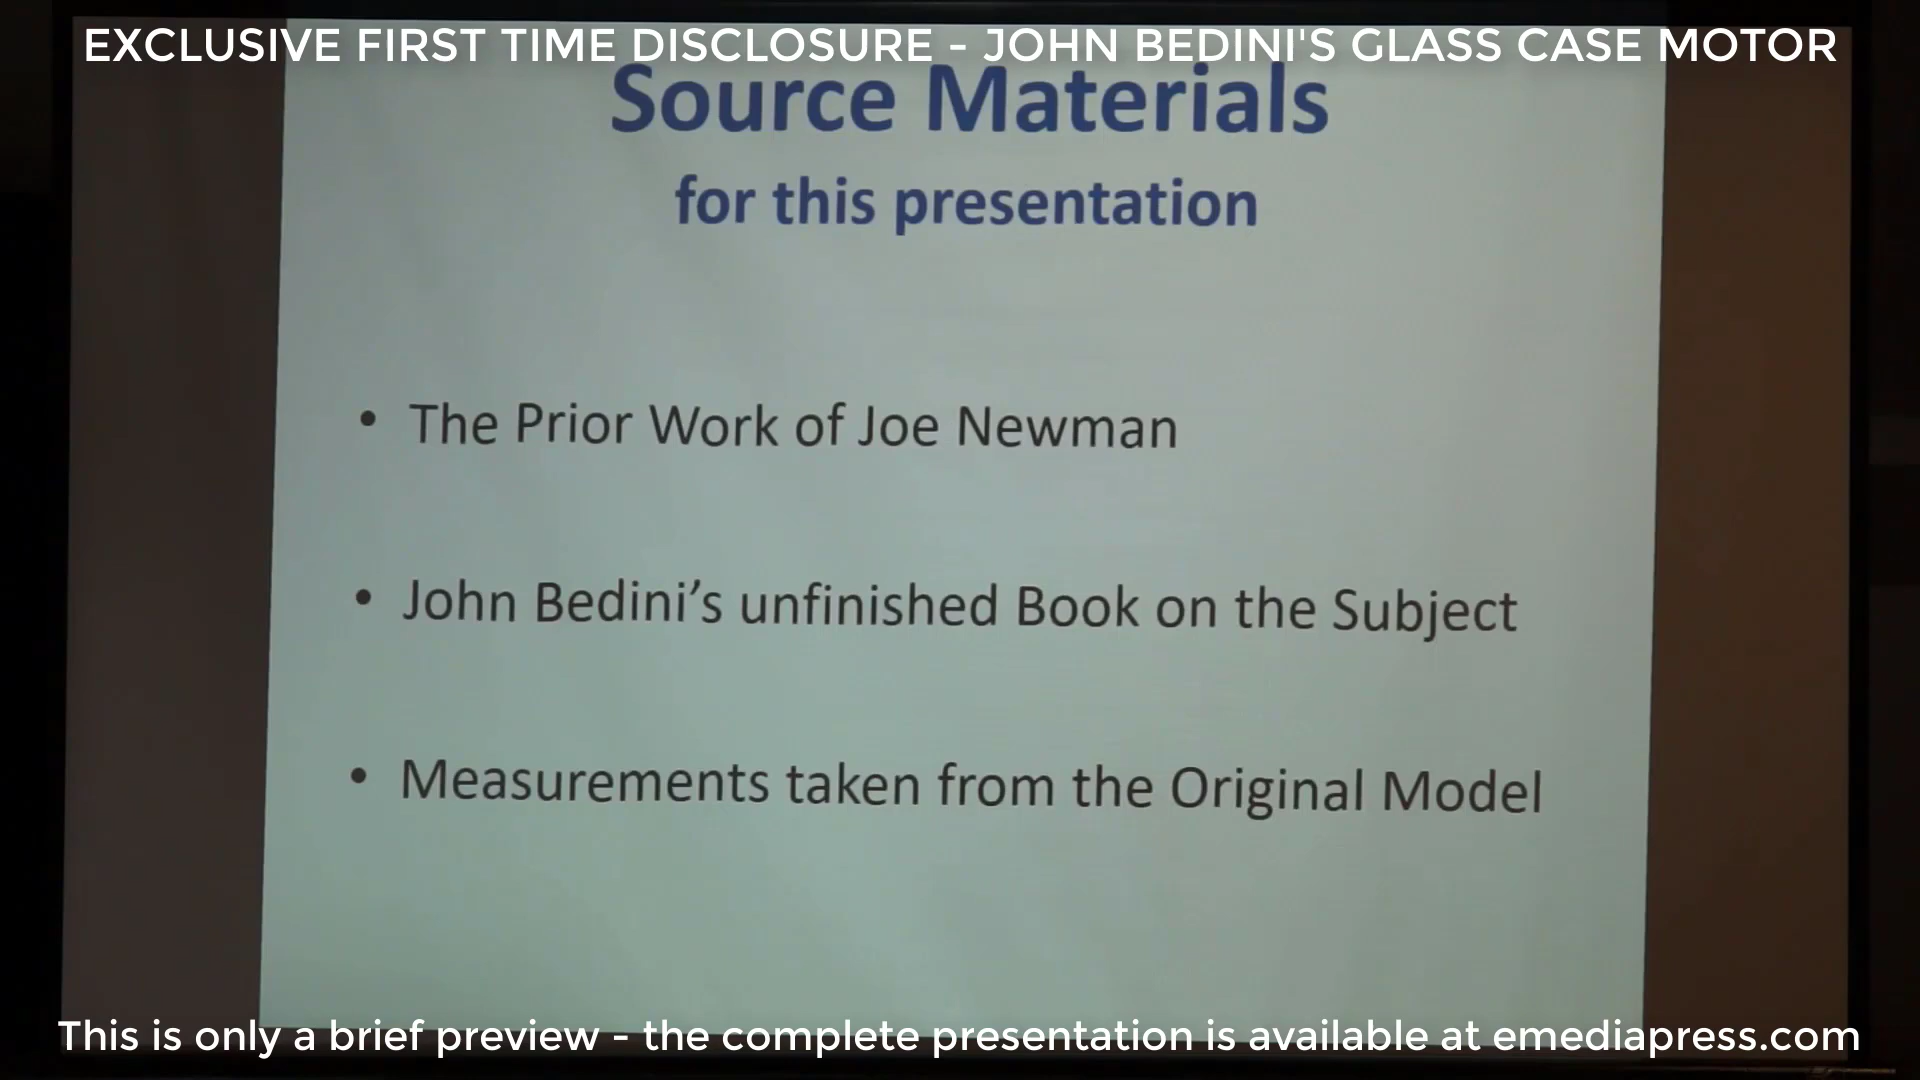 EXCLUSIVE FIRST TIME DISCLOSURE - JOHN BEDINI'S GLASS CASE MOTOR
Source Materials
for this presentation
• The Prior Work of Joe Newman
• John Bedini’s unfinished Book on the Subject
• Measurements taken from the Original Model
This is only a brief preview - the complete presentation is available at emediapress.com